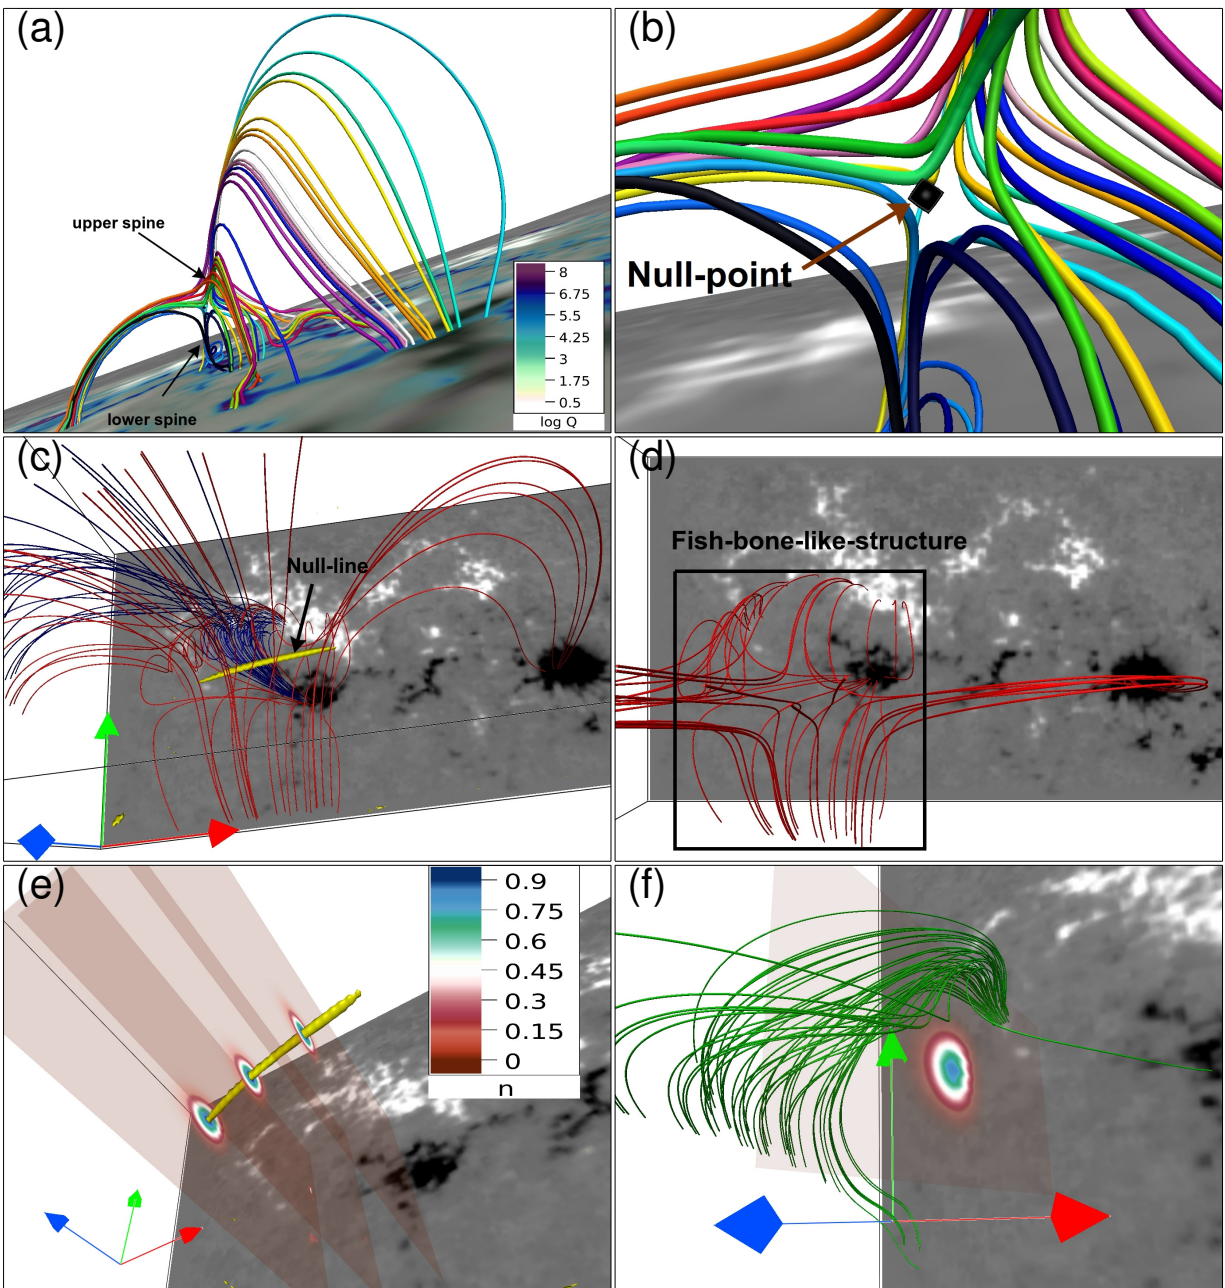 (a)
upper spine
lower spine
8
6.75
5.5
4.25
3
1.75
0.5
log Q
(b)
Null-point
(c)
Null-line
(d)
Fish-bone-like-structure
(e)
0.9
0.75
0.6
0.45
0.3
0.15
0
n
(f)